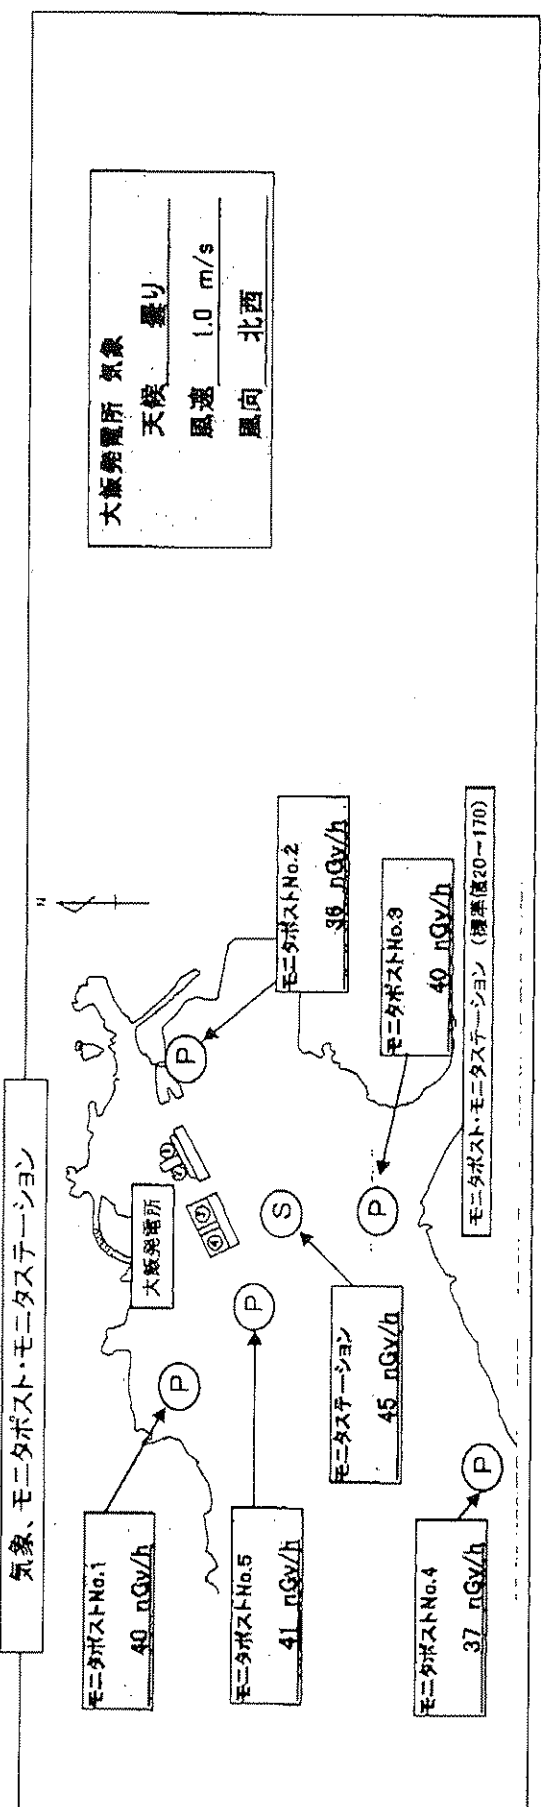 気象、モニタポスト・モニタステーション
大飯発電所 気象
天候 曇り
風速 1.0 m/s
風向 北西
N
モニタポストNo.1
40 nGy/h
モニタポストNo.5
41 nGy/h
モニタポストNo.4
37 nGy/h
モニタステーション
45 nGy/h
モニタポストNo.2
36 nGy/h
モニタポストNo.3
40 nGy/h
大飯発電所
P
P
P
S
P
P
①
②
③
④
モニタポスト・モニタステーション (標準値20~170)